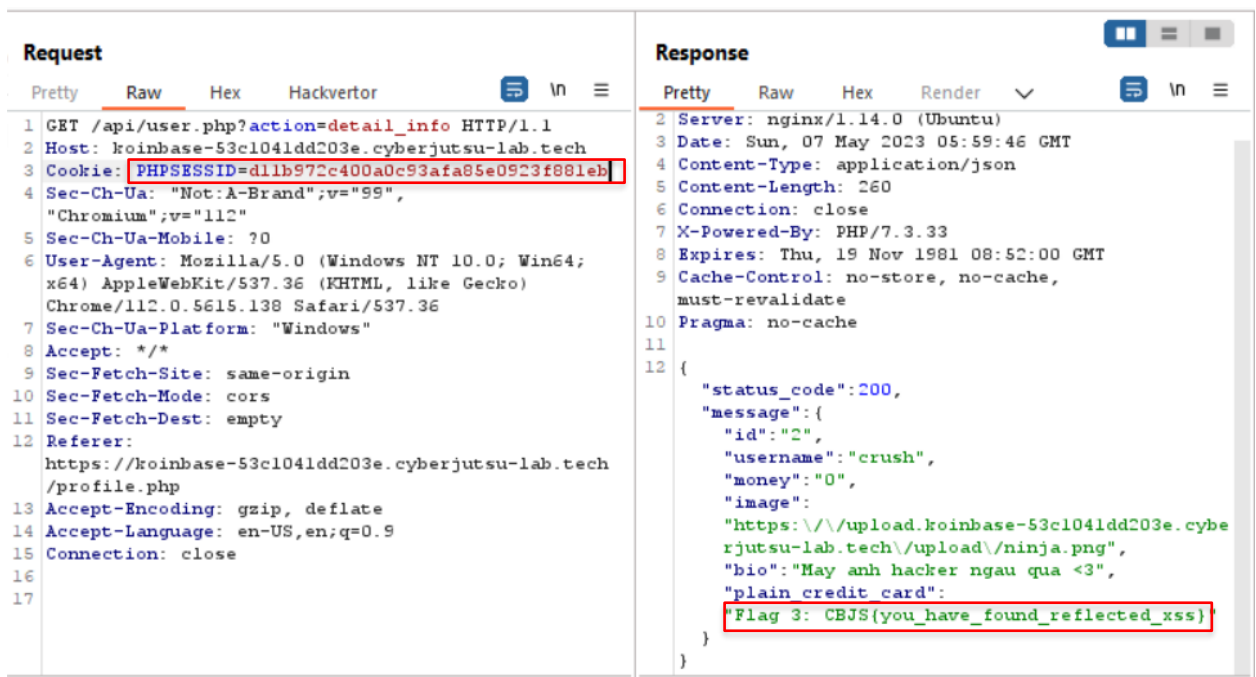 Request
Pretty Raw Hex Hackvertor \n
1 GET /api/user.php?action=detail_info HTTP/1.1
2 Host: koinbase-53c1041dd203e.cyberjutsu-lab.tech
3 Cookie: PHPSESSID=d11b972c400a0c93afa85e0923f881eb
4 Sec-Ch-Ua: "Not:A-Brand";v="99",
"Chromium";v="112"
5 Sec-Ch-Ua-Mobile: ?0
6 User-Agent: Mozilla/5.0 (Windows NT 10.0; Win64;
x64) AppleWebKit/537.36 (KHTML, like Gecko)
Chrome/112.0.5615.138 Safari/537.36
7 Sec-Ch-Ua-Platform: "Windows"
8 Accept: */*
9 Sec-Fetch-Site: same-origin
10 Sec-Fetch-Mode: cors
11 Sec-Fetch-Dest: empty
12 Referer:
https://koinbase-53c1041dd203e.cyberjutsu-lab.tech
/profile.php
13 Accept-Encoding: gzip, deflate
14 Accept-Language: en-US,en;q=0.9
15 Connection: close
16
17
Response
Pretty Raw Hex Render \n
2 Server: nginx/1.14.0 (Ubuntu)
3 Date: Sun, 07 May 2023 05:59:46 GMT
4 Content-Type: application/json
5 Content-Length: 260
6 Connection: close
7 X-Powered-By: PHP/7.3.33
8 Expires: Thu, 19 Nov 1981 08:52:00 GMT
9 Cache-Control: no-store, no-cache,
must-revalidate
10 Pragma: no-cache
11
12 {
"status_code":200,
"message":{
"id":"2",
"username":"crush",
"money":"0",
"image":
"https:\/\/upload.koinbase-53c1041dd203e.cybe
rjutsu-lab.tech\/upload\/ninja.png",
"bio":"May anh hacker ngau qua <3",
"plain_credit_card":
"Flag 3: CBJS{you_have_found_reflected_xss}"
}
}